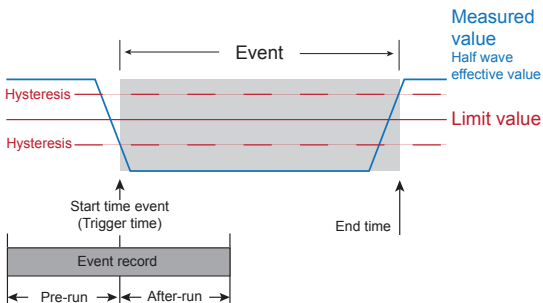 Measured
value
Half wave
effective value
Event
Hysteresis
Limit value
Hysteresis
Start time event
(Trigger time)
End time
Event record
Pre-run
After-run